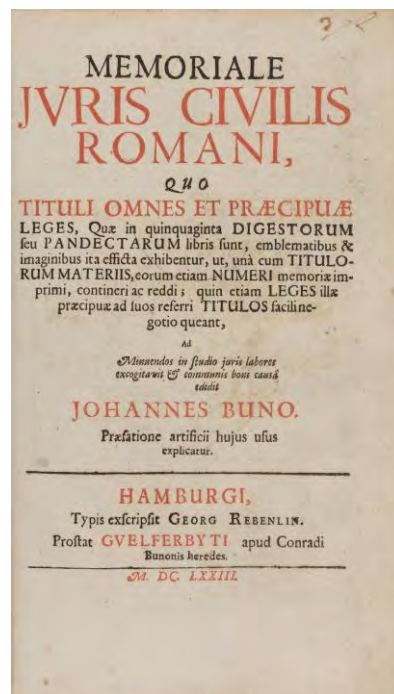 3
MEMORIALE
JVRIS CIVILIS
ROMANI,
QUO
TITULI OMNES ET PRÆCIPUÆ
LEGES, Quæ in quinquaginta DIGESTORUM
seu PANDECTARUM libris sunt, emblematibus &
imaginibus ita efficta exhibentur, ut, unà cum TITULO-
RUM MATERIIS, eorum etiam NUMERI memoriæ im-
primi, contineri ac reddi; quin etiam LEGES illæ
præcipuæ ad suos referri TITULOS facili ne-
gotio queant,
Ad
Minuendos in studio juris labores
excogitavit & communis boni causâ
edidit
JOHANNES BUNO.
Præfatione artificii hujus usus
explicatur.
HAMBURGI,
Typis exscripsit GEORG REBENLIN.
Prostat GVELFERBYTI apud Conradi
Bunonis heredes.
M. DC. LXXIII.